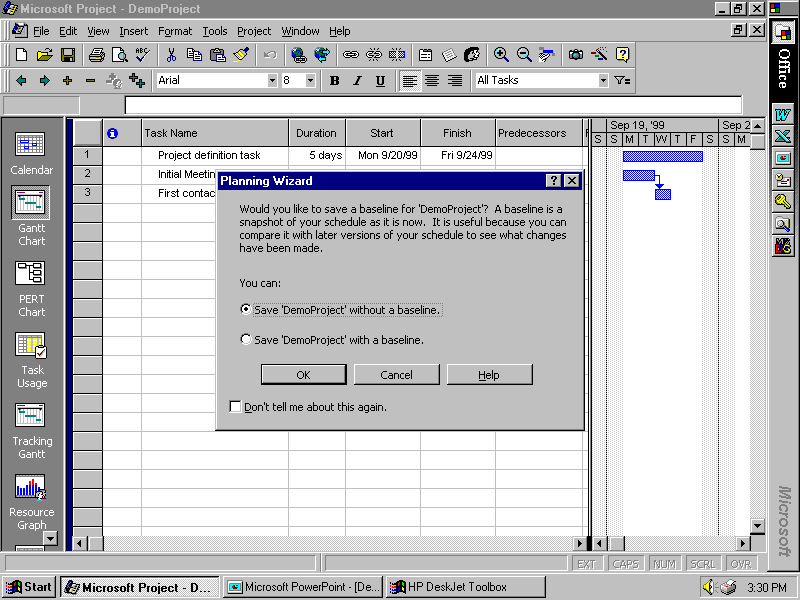 Microsoft Project - DemoProject
File Edit View Insert Format Tools Project Window Help
Arial 8 B I U All Tasks
Office
Task Name Duration Start Finish Predecessors
Sep 19, '99 Sep 2
S S M T W T F S S M
1 Project definition task 5 days Mon 9/20/99 Fri 9/24/99
2 Initial Meetin
3 First contac
Calendar
Gantt
Chart
PERT
Chart
Task
Usage
Tracking
Gantt
Resource
Graph
Planning Wizard
Would you like to save a baseline for 'DemoProject'? A baseline is a
snapshot of your schedule as it is now. It is useful because you can
compare it with later versions of your schedule to see what changes
have been made.
You can:
Save 'DemoProject' without a baseline.
Save 'DemoProject' with a baseline.
OK Cancel Help
Don't tell me about this again.
Microsoft
EXT CAPS NUM SCRL OVR
Start Microsoft Project - D... Microsoft PowerPoint - [De... HP DeskJet Toolbox 3:30 PM